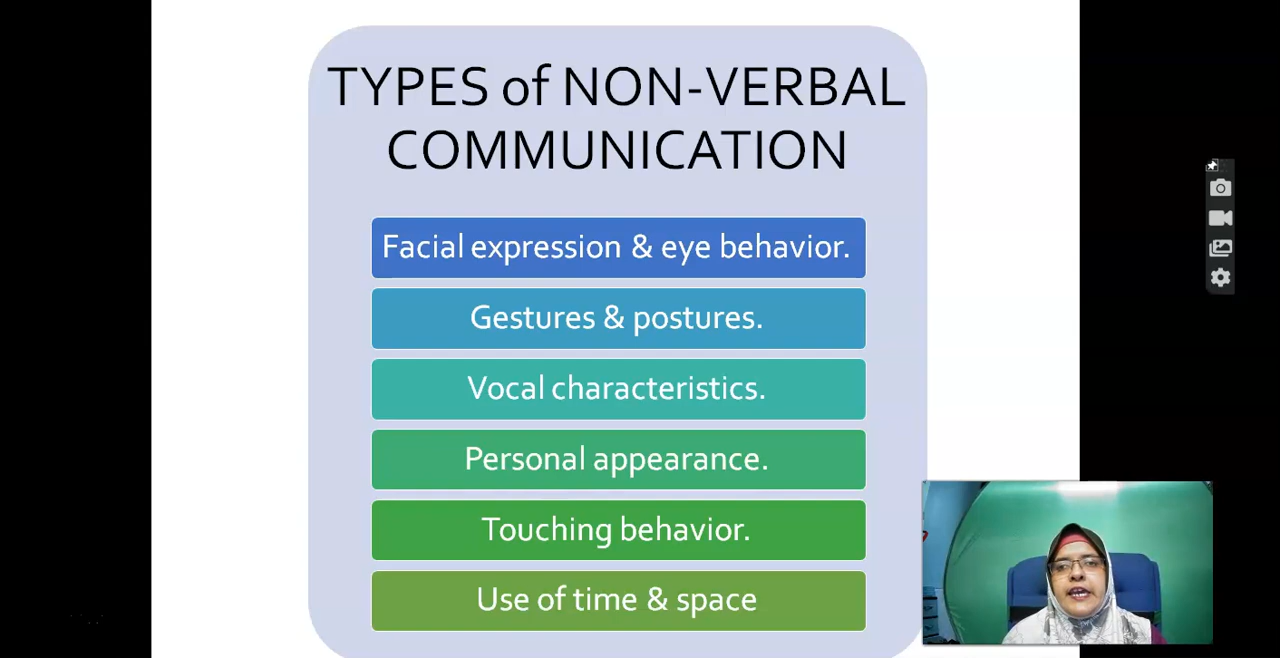 TYPES of NON-VERBAL
COMMUNICATION
Facial expression & eye behavior.
Gestures & postures.
Vocal characteristics.
Personal appearance.
Touching behavior.
Use of time & space